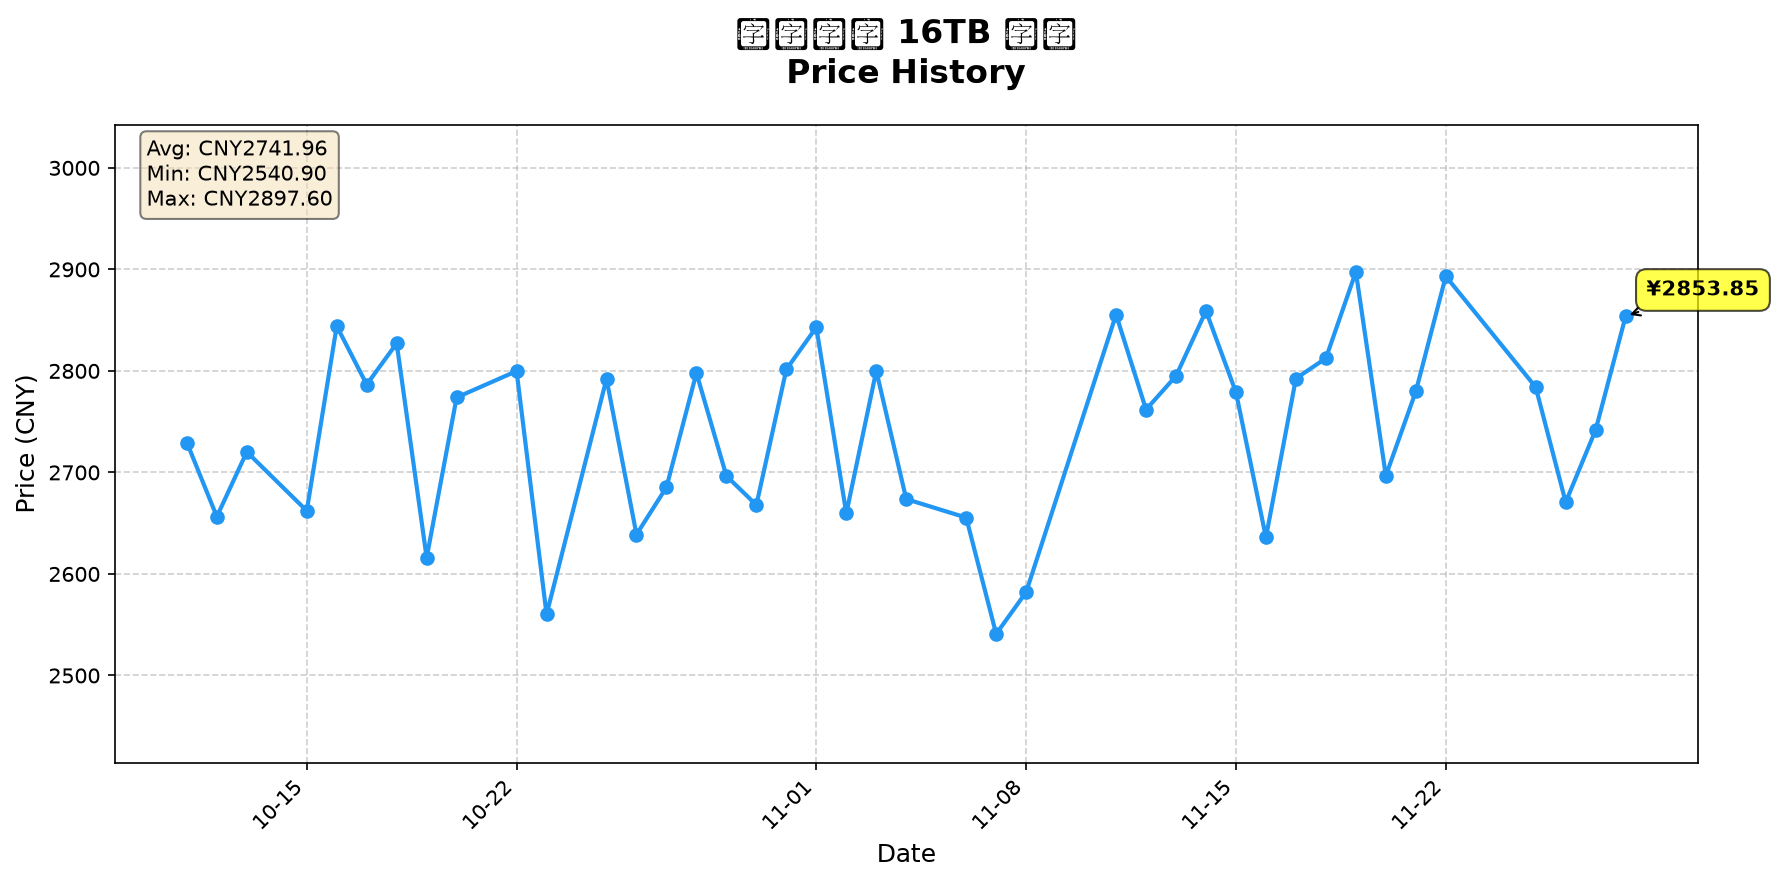 16TB
Price History
Avg: CNY2741.96
Min: CNY2540.90
Max: CNY2897.60
¥2853.85
Price (CNY)
3000
2900
2800
2700
2600
2500
10-15
10-22
11-01
11-08
11-15
11-22
Date